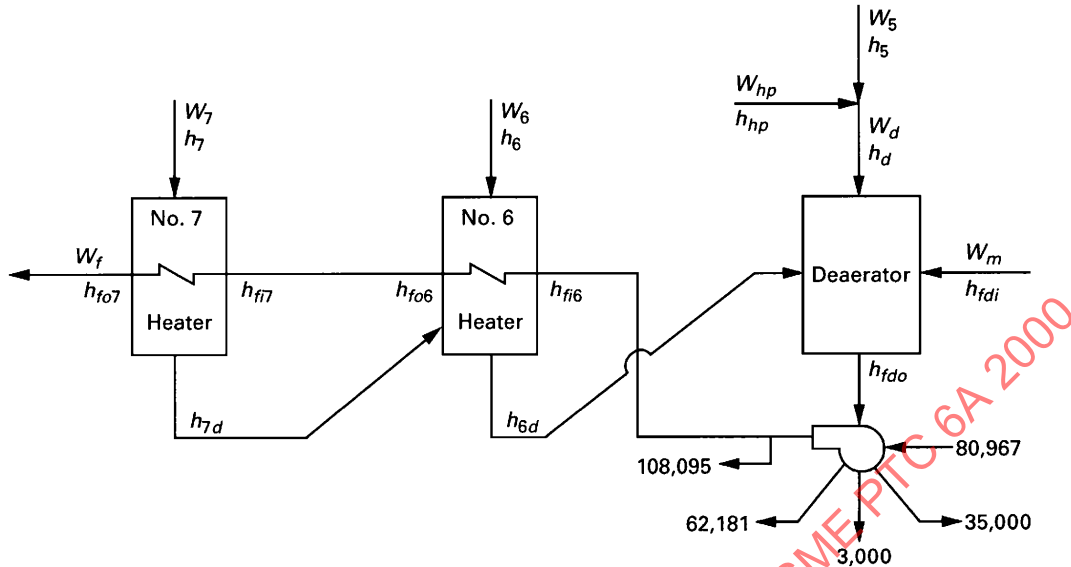 W5
h5
Whp
hhp
Wd
hd
W7
h7
W6
h6
No. 7
No. 6
Wf
hfo7
hfi7
hfo6
hfi6
Deaerator
Wm
hfdi
Heater
Heater
h7d
h6d
hfdo
108,095
80,967
62,181
3,000
35,000
SME PTC 6A 2000